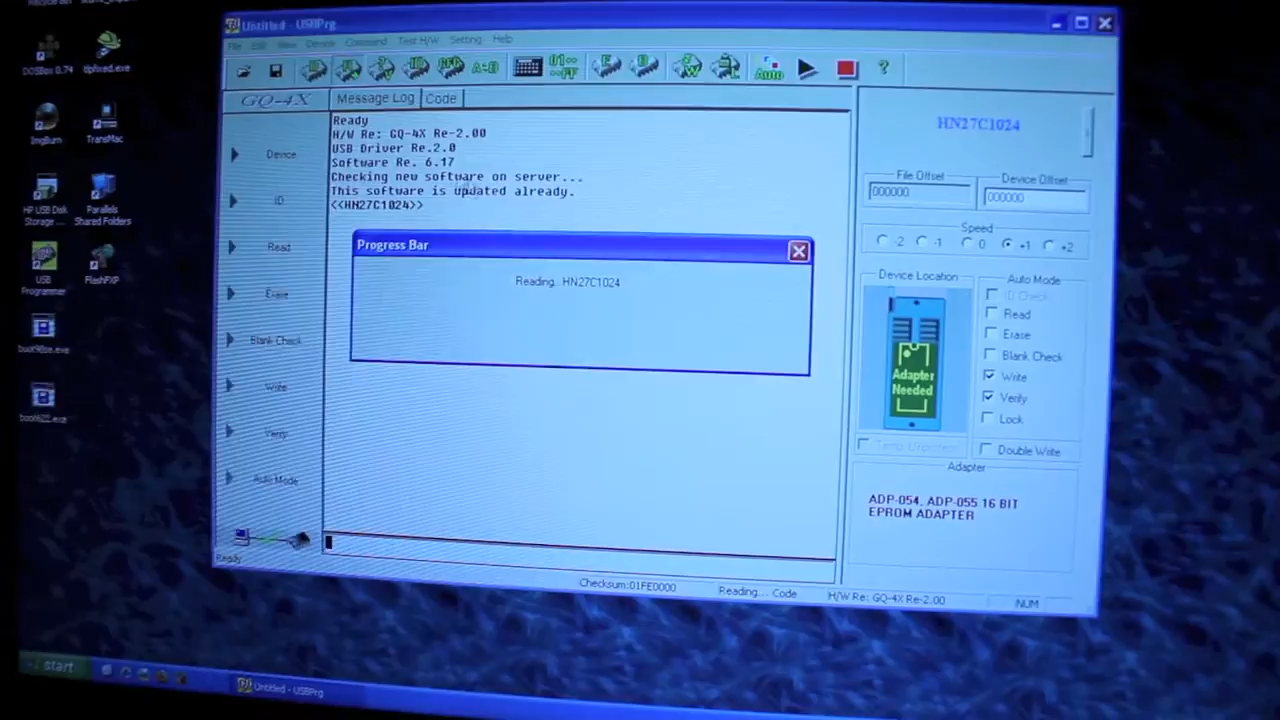 DOSBox 0.74
tlpfixed.exe
ImgBurn
TransMac
HP USB Disk
Storage ...
Parallels
Shared Folders
USB
Programmer
FlashFXP
Untitled - USBPrg
File Edit View Device Command Test H/W Setting Help
Auto
?
GQ-4X
Message Log Code
Ready
H/W Re: GQ-4X Re-2.00
USB Driver Re.2.0
Software Re. 6.17
Checking new software on server...
This software is updated already.
<<HN27C1024>>
Device
ID
Read
Erase
Blank Check
Write
Verify
Auto Mode
Progress Bar
Reading. HN27C1024
HN27C1024
File Offset Device Offset
000000 000000
Speed
-2 -1 0 +1 +2
Device Location
Adapter
Needed
Auto Mode
ID Check
Read
Erase
Blank Check
Write
Verify
Lock
Double Write
Adapter
ADP-054, ADP-055 16 BIT
EPROM ADAPTER
Ready
Checksum:01FE0000 Reading... Code H/W Re: GQ-4X Re-2.00 NUM
start
Untitled - USBPrg